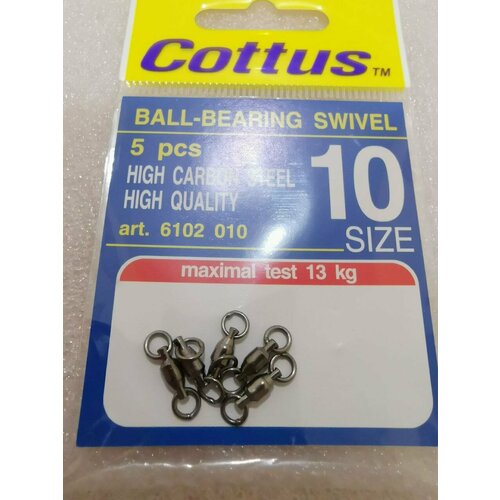 Cottus™
BALL-BEARING SWIVEL
5 pcs
HIGH CARBON STEEL
HIGH QUALITY
art. 6102 010
10
SIZE
maximal test 13 kg